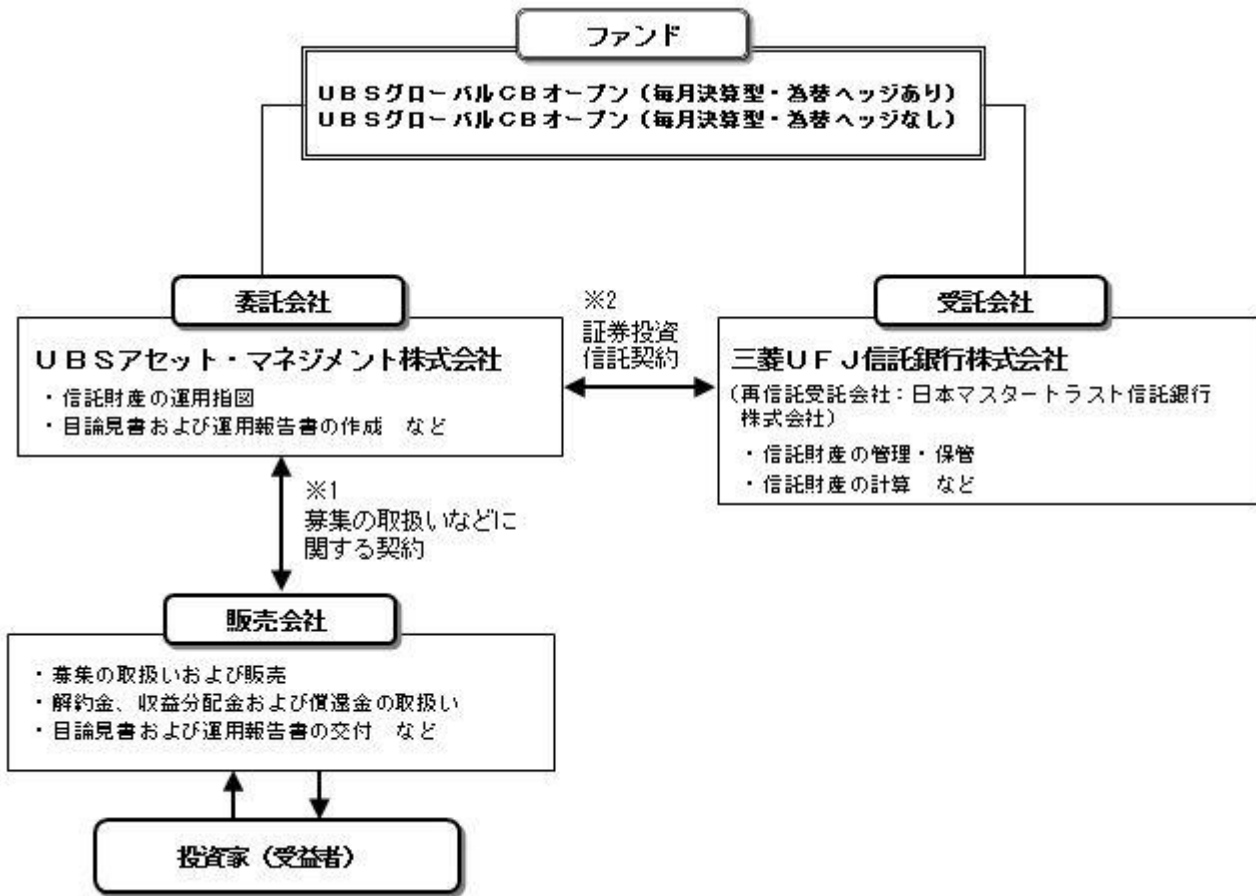 ファンド
UBSグローバルCBオープン(毎月決算型・為替ヘッジあり)
UBSグローバルCBオープン(毎月決算型・為替ヘッジなし)
委託会社
UBSアセット・マネジメント株式会社
・信託財産の運用指図
・目論見書および運用報告書の作成 など
※2
証券投資
信託契約
受託会社
三菱UFJ信託銀行株式会社
(再信託受託会社:日本マスタートラスト信託銀行
株式会社)
・信託財産の管理・保管
・信託財産の計算 など
※1
募集の取扱いなどに
関する契約
販売会社
・募集の取扱いおよび販売
・解約金、収益分配金および償還金の取扱い
・目論見書および運用報告書の交付 など
投資家(受益者)